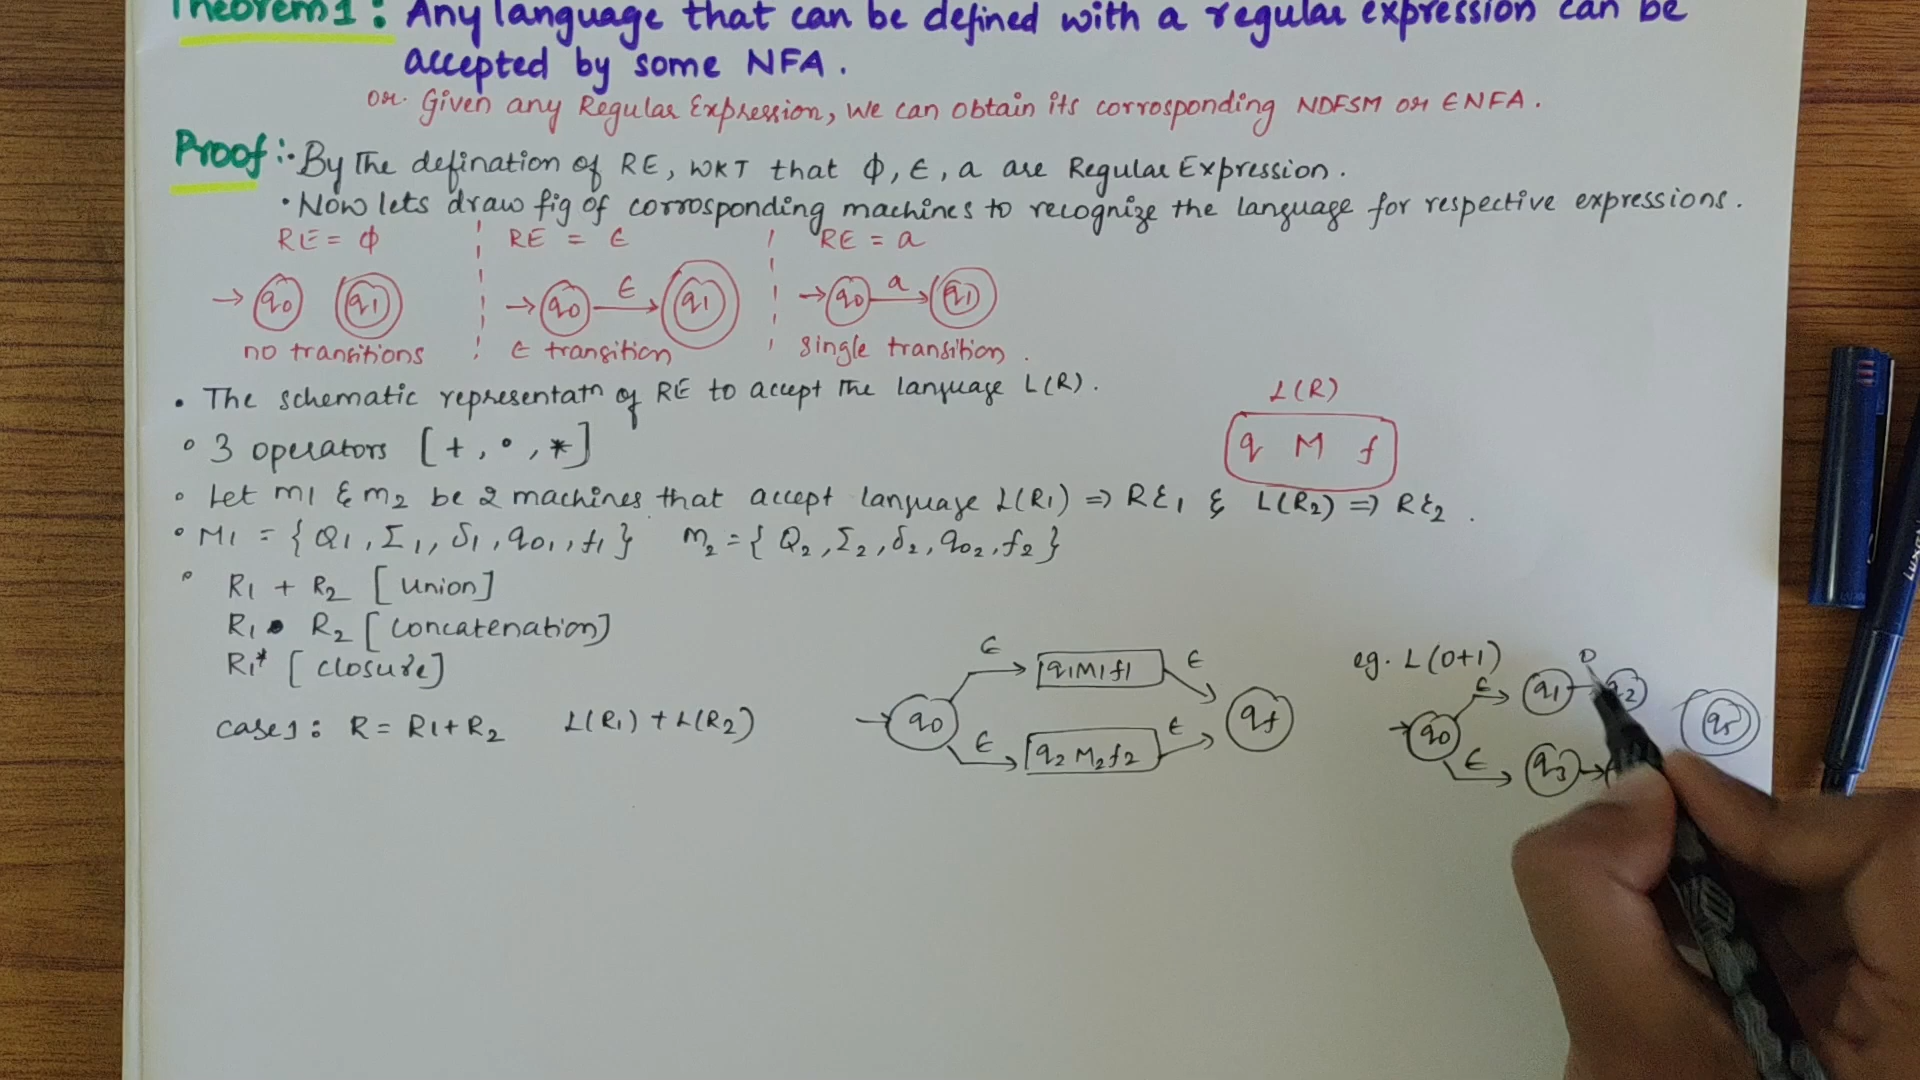 Theorem 1 : Any language that can be defined with a regular expression can be
accepted by some NFA .
or. Given any Regular Expression, we can obtain its corrosponding NDFSM or ENFA .
Proof :- • By the defination of RE, WKT that ϕ, ϵ, a are Regular Expression .
• Now lets draw fig of corrosponding machines to recognize the language for respective expressions .
RE = ϕ RE = ϵ RE = a
q0 q1 q0 ϵ q1 q0 a q1
no transitions ϵ transition single transition .
• The schematic representatn of RE to accept the language L(R) .
L(R)
• 3 operators [ + , • , * ]
q M f
• Let m1 & m2 be 2 machines that accept language L(R1) => RE1 & L(R2) => RE2 .
• M1 = { Q1, Σ1, δ1, q01, f1 } M2 = { Q2, Σ2, δ2, q02, f2 }
• R1 + R2 [ Union ]
R1 • R2 [ Concatenation ]
R1* [ closure ]
case 1 : R = R1 + R2 L(R1) + L(R2)
q0 ϵ q1 M1 f1 ϵ
ϵ q2 M2 f2 ϵ qf
eg. L(0+1)
q0 ϵ q1 0 q2
ϵ q3 q5